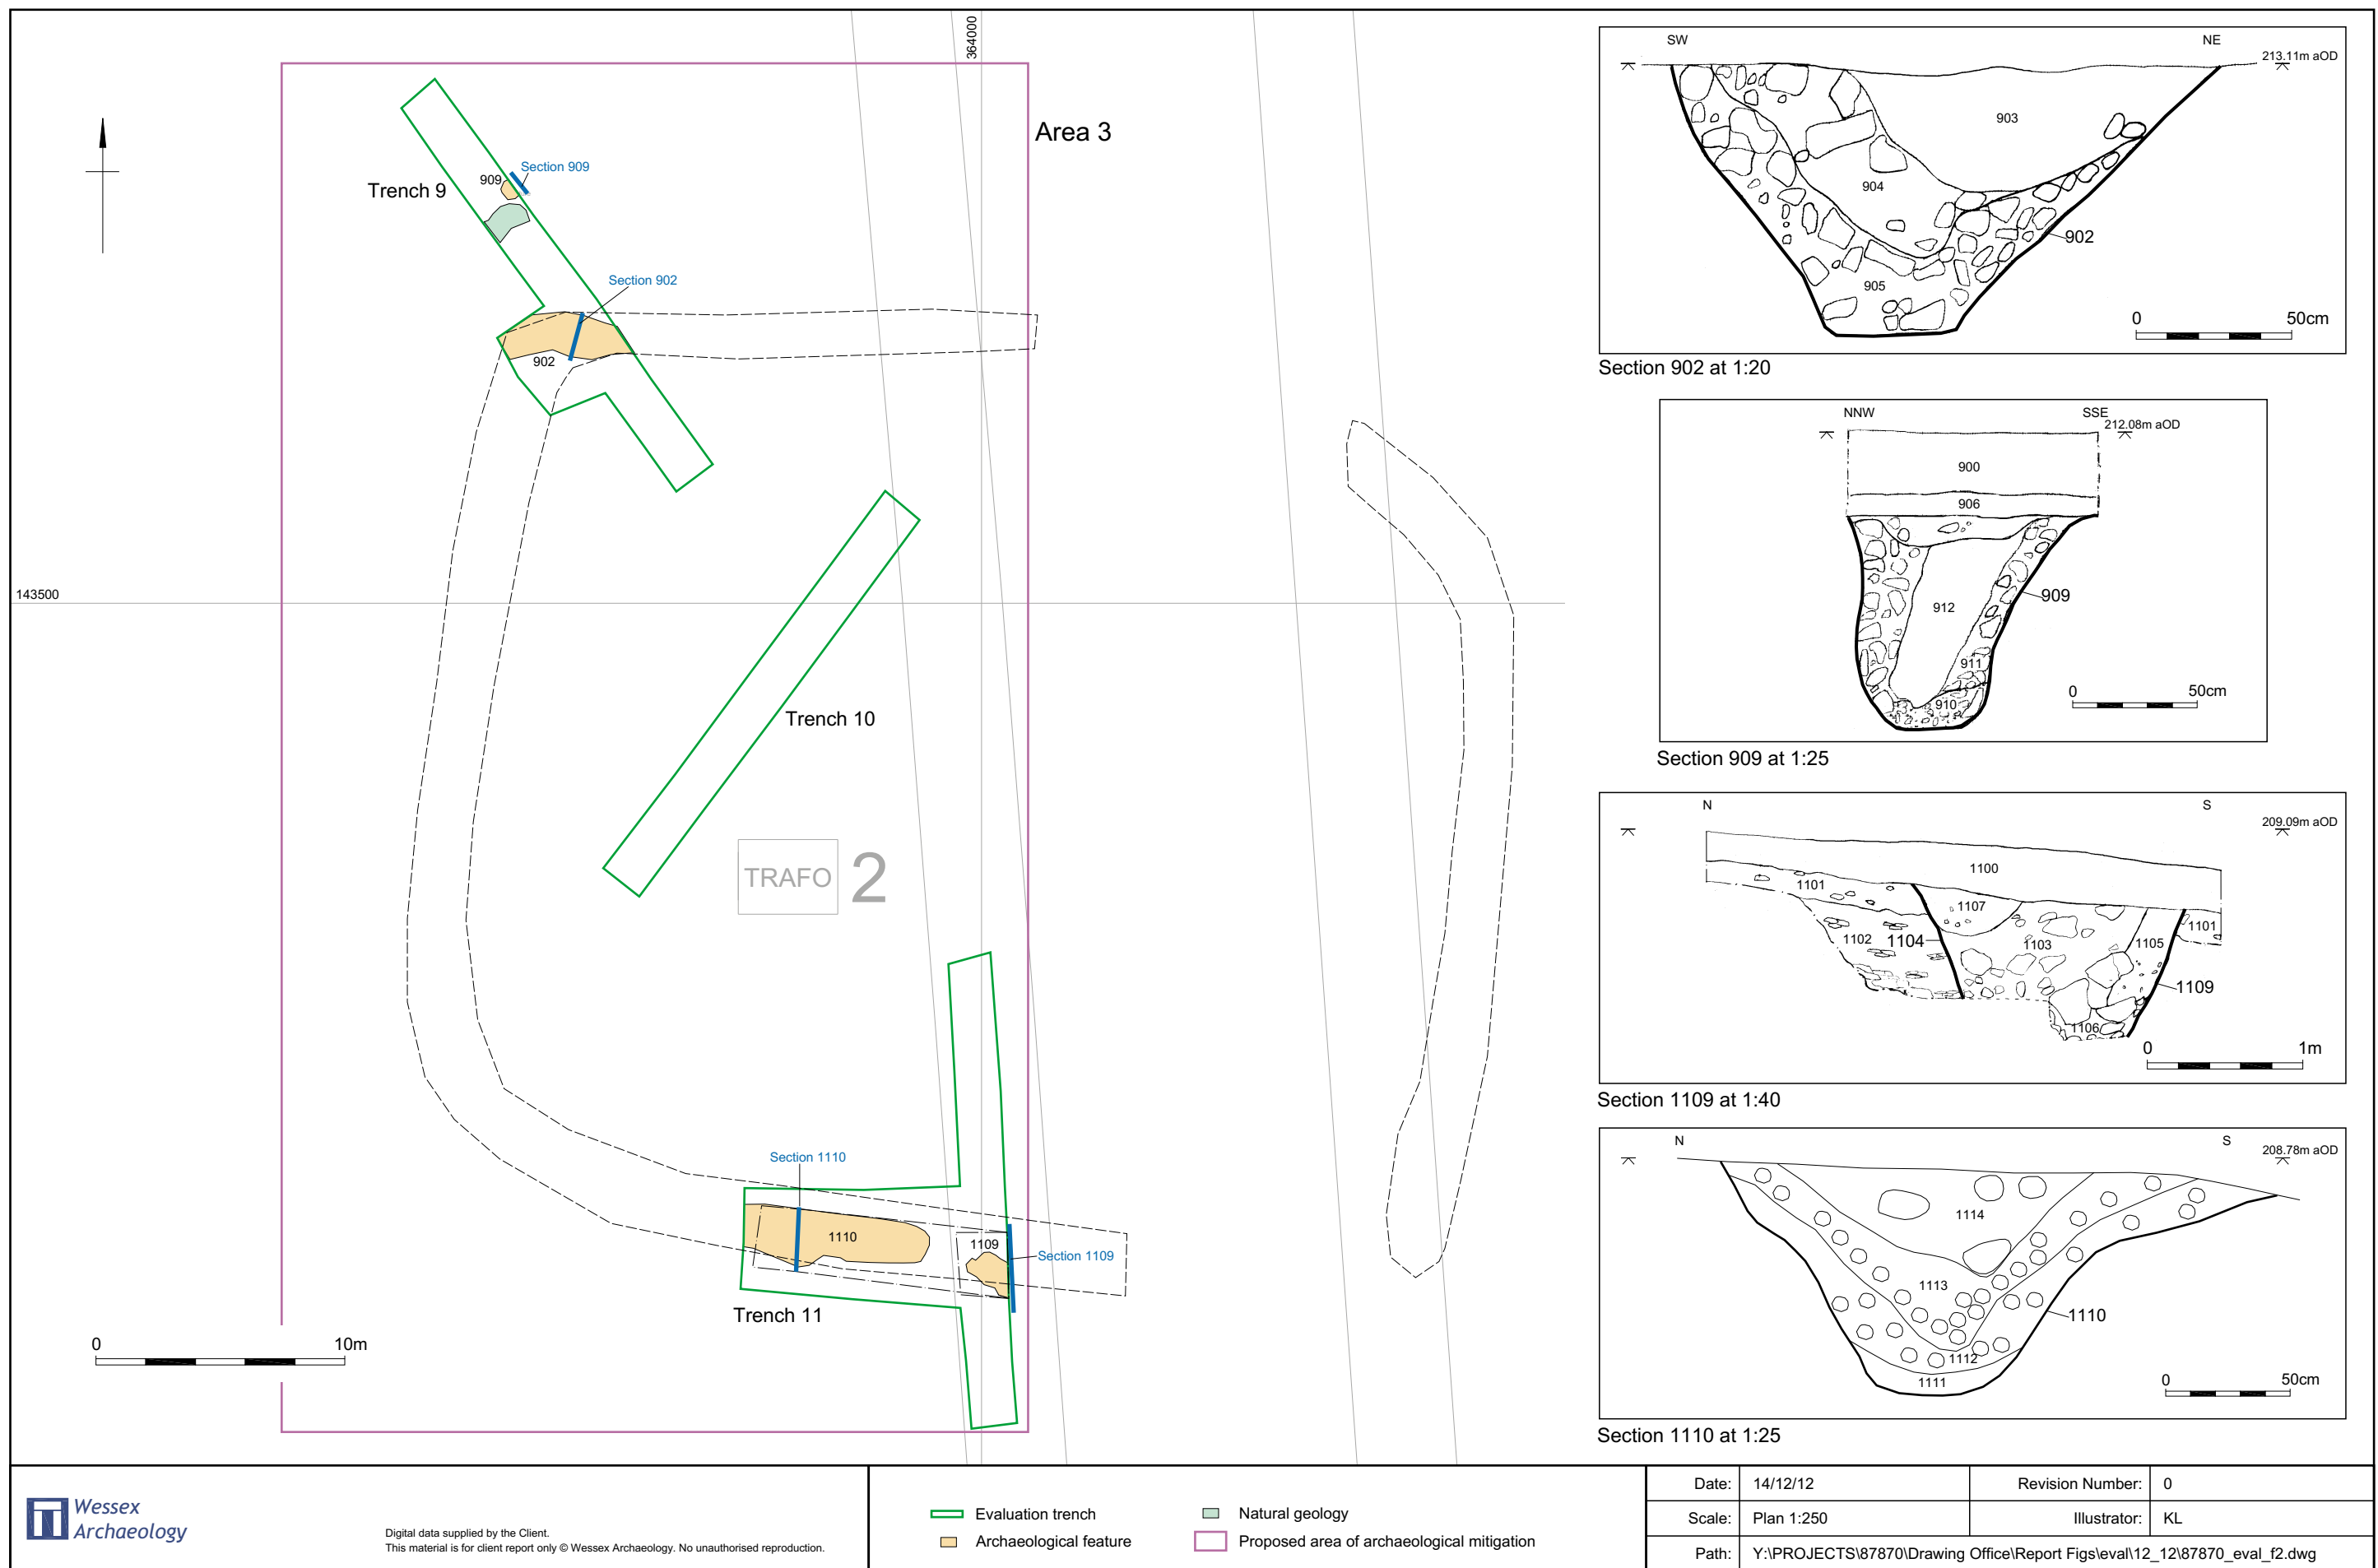 364000
Area 3
Section 909
909
Trench 9
Section 902
902
143500
Trench 10
TRAFO 2
Section 1110
1110
1109
Section 1109
Trench 11
0 10m
SW NE
213.11m aOD
903
904
902
905
0 50cm
Section 902 at 1:20
NNW SSE
212.08m aOD
900
906
909
912
911
910
0 50cm
Section 909 at 1:25
N S
209.09m aOD
1100
1101
1107
1101
1102 1104 1103 1105
1109
1106
0 1m
Section 1109 at 1:40
N S
208.78m aOD
1114
1113
1110
1112
1111
0 50cm
Section 1110 at 1:25
Wessex
Archaeology
Digital data supplied by the Client.
This material is for client report only © Wessex Archaeology. No unauthorised reproduction.
Evaluation trench
Archaeological feature
Natural geology
Proposed area of archaeological mitigation
Date: 14/12/12 Revision Number: 0
Scale: Plan 1:250 Illustrator: KL
Path: Y:\PROJECTS\87870\Drawing Office\Report Figs\eval\12_12\87870_eval_f2.dwg